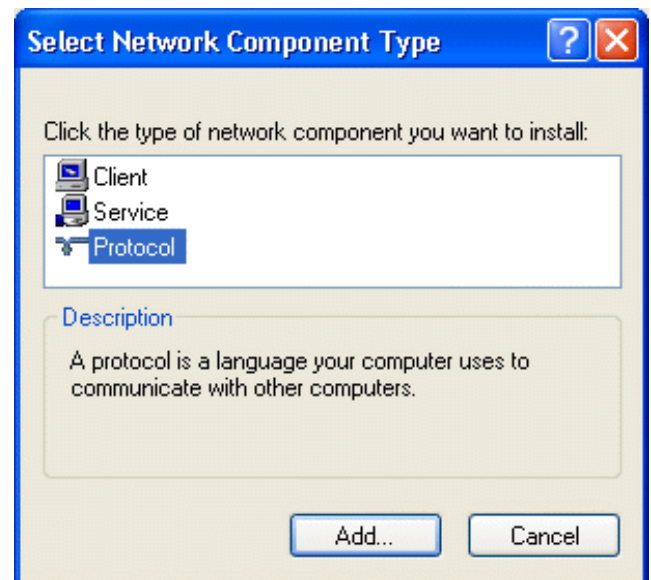 Select Network Component Type
Click the type of network component you want to install:
Client
Service
Protocol
Description
A protocol is a language your computer uses to
communicate with other computers.
Add... Cancel